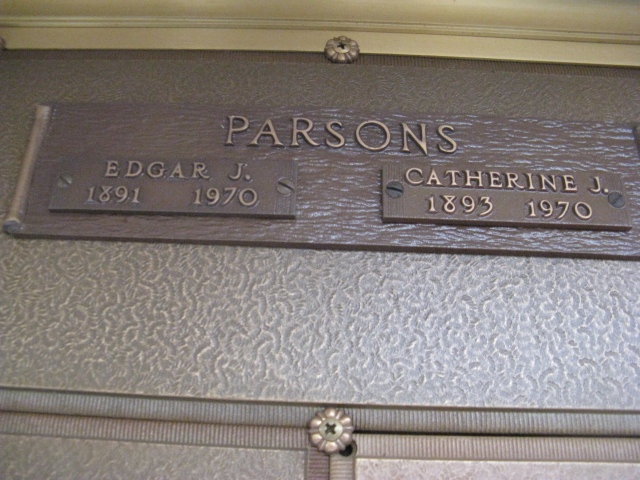 PARSONS
EDGAR J.
1891 1970
CATHERINE J.
1893 1970